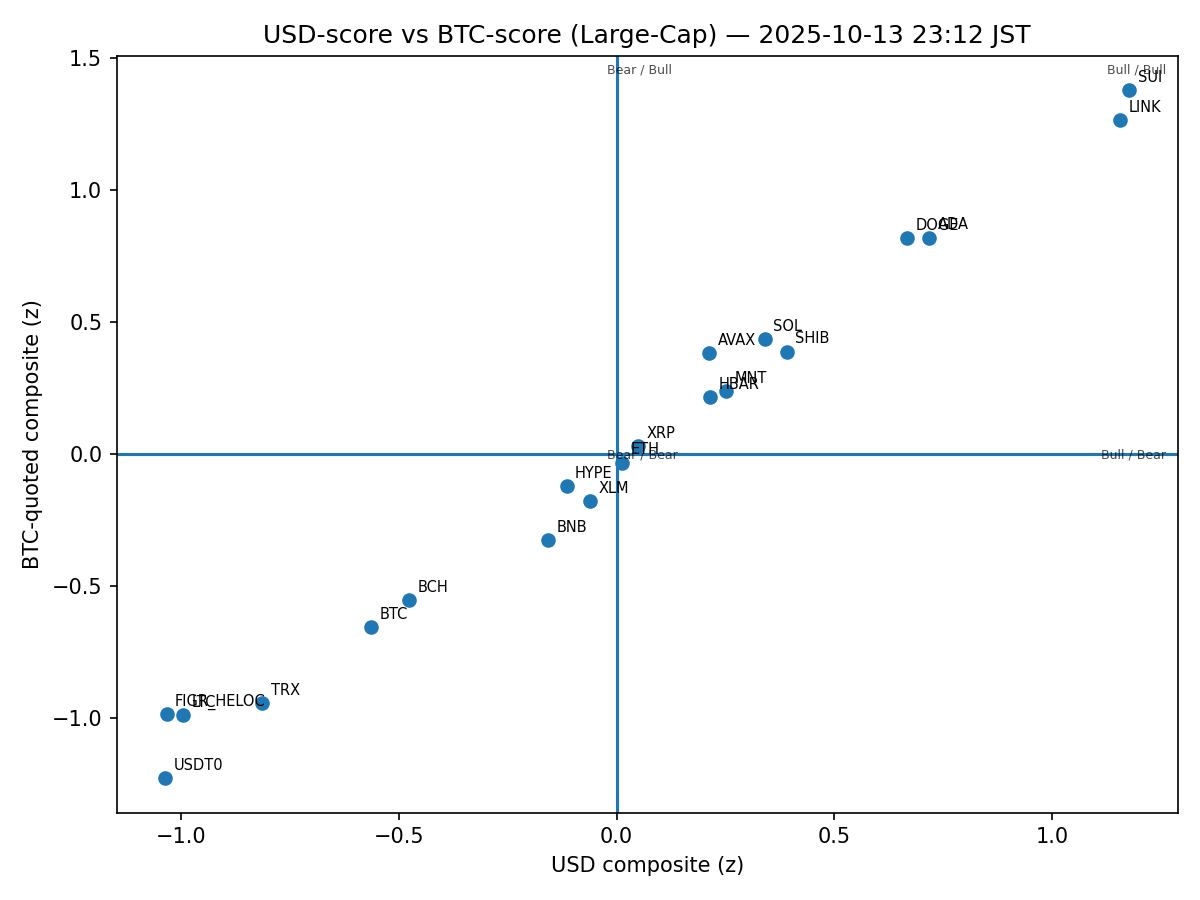 USD-score vs BTC-score (Large-Cap) — 2025-10-13 23:12 JST
1.5
Bear / Bull
Bull / Bull
SUI
LINK
1.0
DOGE
ADA
0.5
SOL
SHIB
AVAX
MNT
HBAR
XRP
ETH
0.0
Bear / Bear
Bull / Bear
HYPE
XLM
BNB
−0.5
BCH
BTC
TRX
FIGR_HELOC
LTC
−1.0
USDT0
BTC-quoted composite (z)
−1.0
−0.5
0.0
0.5
1.0
USD composite (z)